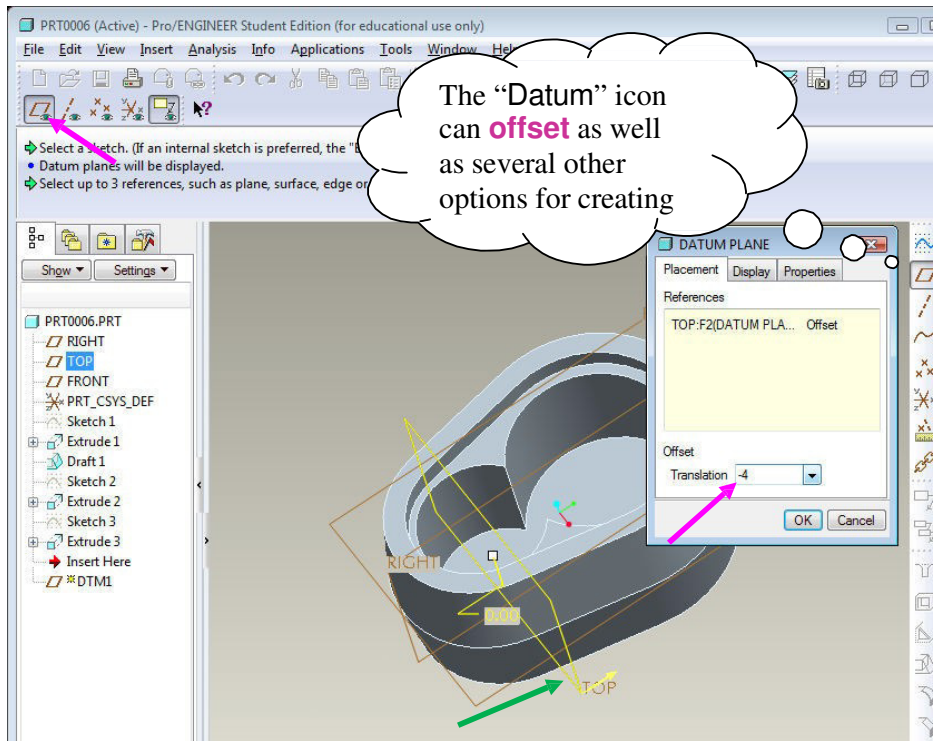 PRT0006 (Active) - Pro/ENGINEER Student Edition (for educational use only)
File Edit View Insert Analysis Info Applications Tools Window Help
The “Datum” icon
can offset as well
as several other
options for creating
Select a sketch. (If an internal sketch is preferred, the
Datum planes will be displayed.
Select up to 3 references, such as plane, surface, edge or
Show Settings
PRT0006.PRT
RIGHT
TOP
FRONT
PRT_CSYS_DEF
Sketch 1
Extrude 1
Draft 1
Sketch 2
Extrude 2
Sketch 3
Extrude 3
Insert Here
DTM1
DATUM PLANE
Placement Display Properties
References
TOP:F2(DATUM PLA... Offset
Offset
Translation -4
OK Cancel
RIGHT
0.00
TOP